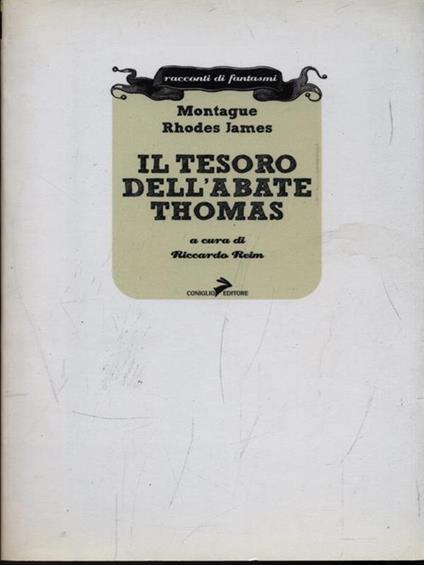 racconti di fantasmi
Montague
Rhodes James
IL TESORO
DELL'ABATE
THOMAS
a cura di
Riccardo Reim
CONIGLIO EDITORE